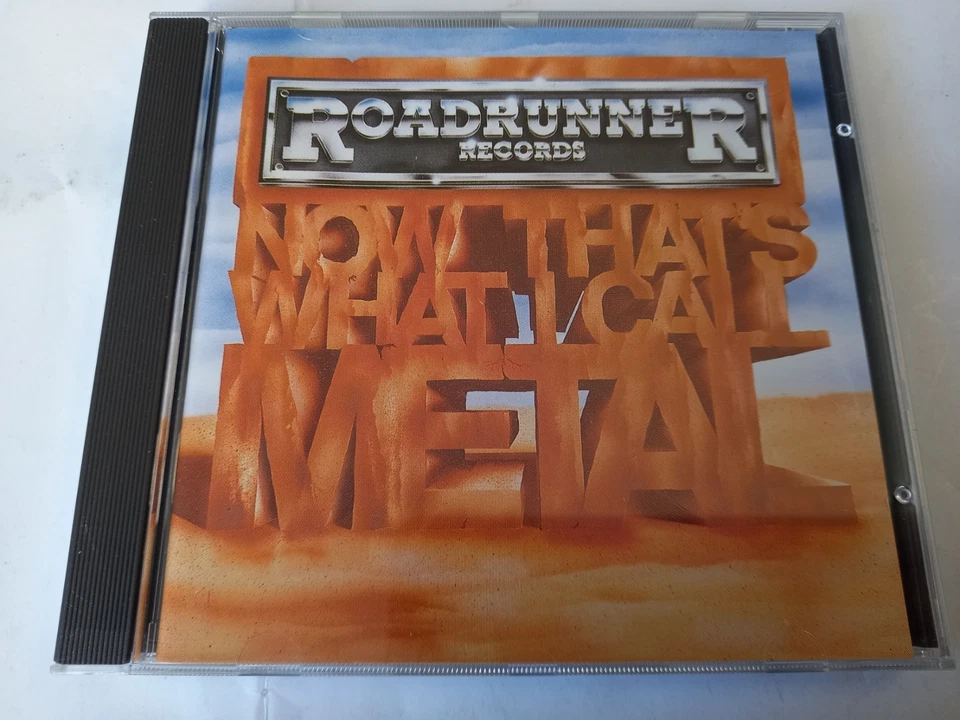 ROADRUNNER
RECORDS
NOW THAT'S
WHAT I CALL
METAL